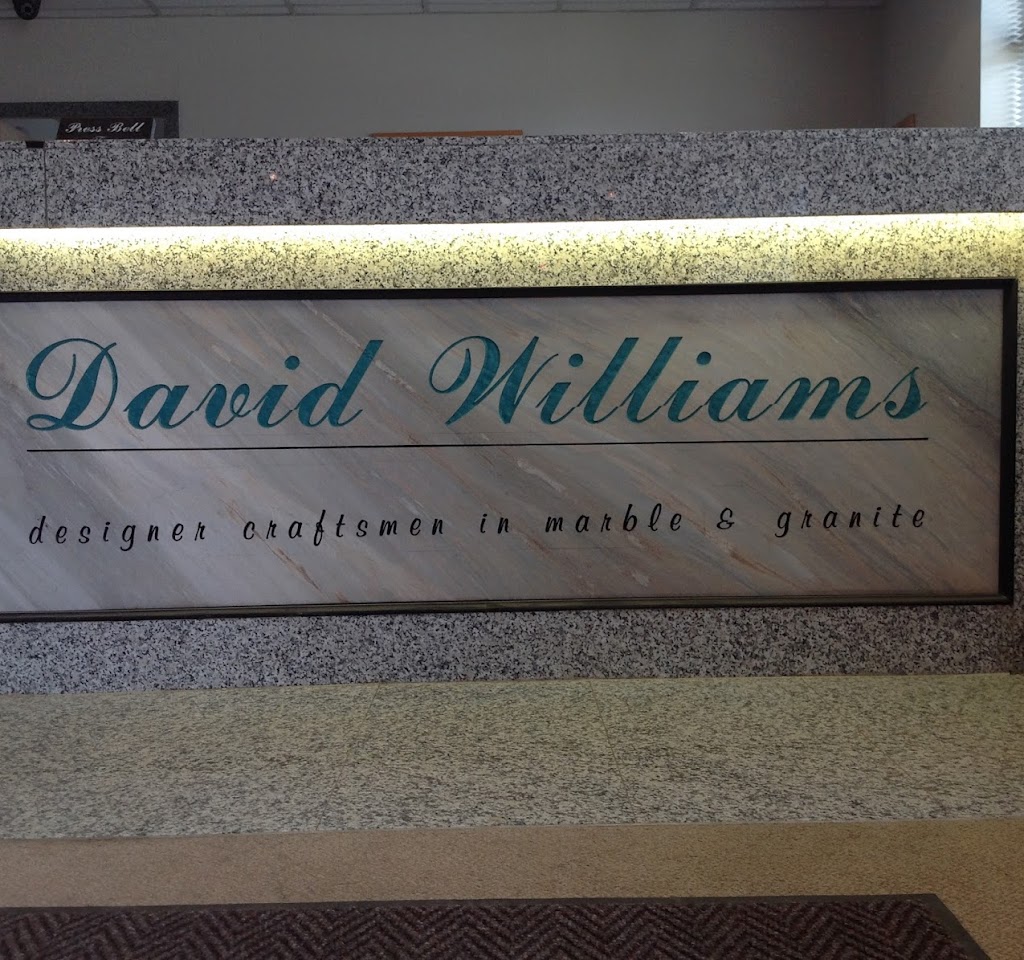 Press Bell
David Williams
designer craftsmen in marble & granite